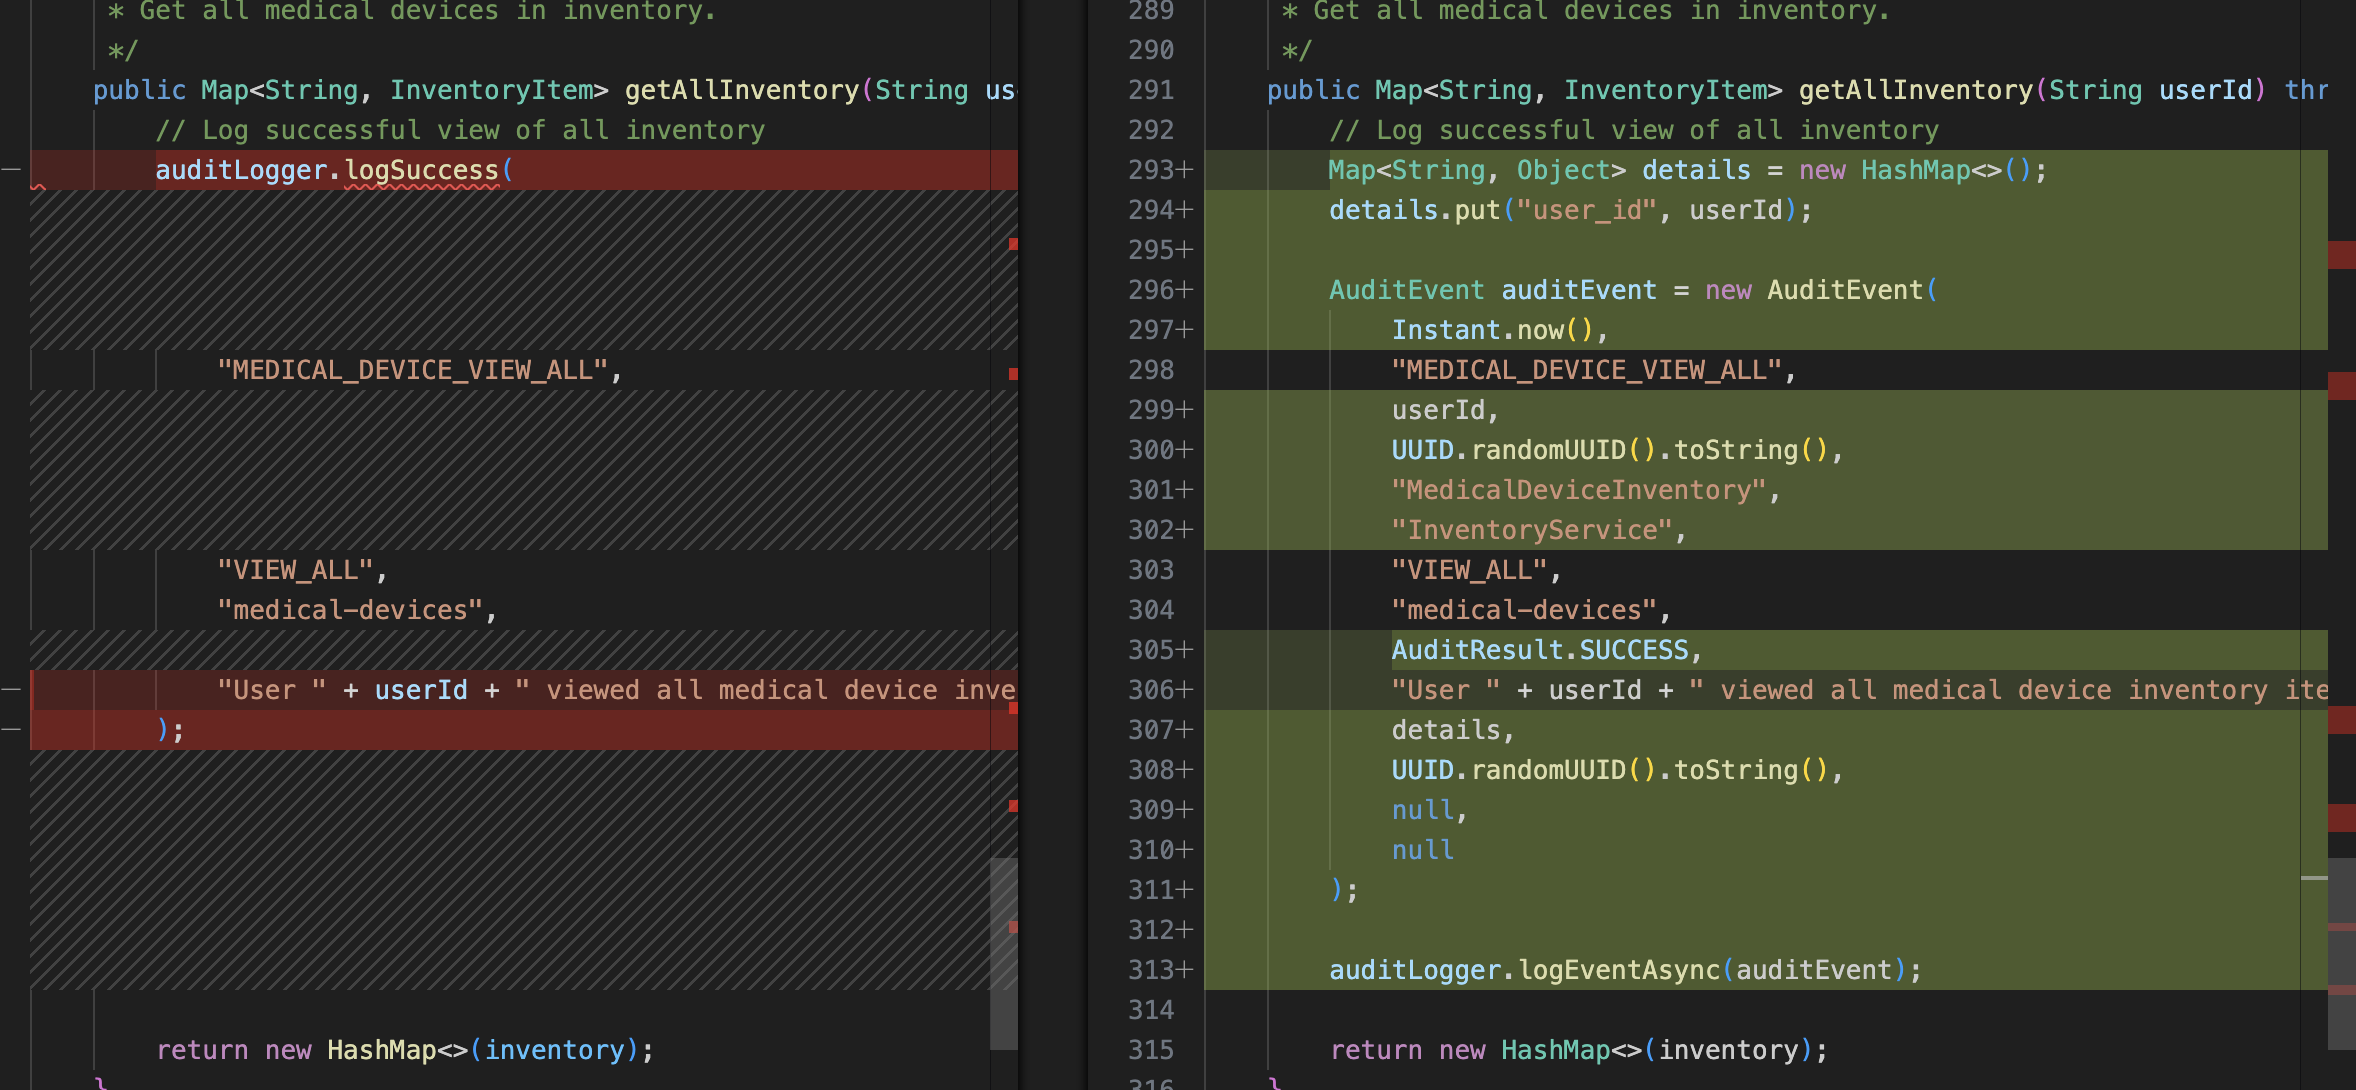 * Get all medical devices in inventory.
*/
public Map<String, InventoryItem> getAllInventory(String us
// Log successful view of all inventory
auditLogger.logSuccess(
"MEDICAL_DEVICE_VIEW_ALL",
"VIEW_ALL",
"medical-devices",
"User " + userId + " viewed all medical device inve
);
return new HashMap<>(inventory);
}
289 * Get all medical devices in inventory.
290 */
291 public Map<String, InventoryItem> getAllInventory(String userId) thr
292 // Log successful view of all inventory
293+ Map<String, Object> details = new HashMap<>();
294+ details.put("user_id", userId);
295+
296+ AuditEvent auditEvent = new AuditEvent(
297+ Instant.now(),
298 "MEDICAL_DEVICE_VIEW_ALL",
299+ userId,
300+ UUID.randomUUID().toString(),
301+ "MedicalDeviceInventory",
302+ "InventoryService",
303 "VIEW_ALL",
304 "medical-devices",
305+ AuditResult.SUCCESS,
306+ "User " + userId + " viewed all medical device inventory ite
307+ details,
308+ UUID.randomUUID().toString(),
309+ null,
310+ null
311+ );
312+
313+ auditLogger.logEventAsync(auditEvent);
314
315 return new HashMap<>(inventory);
316 }